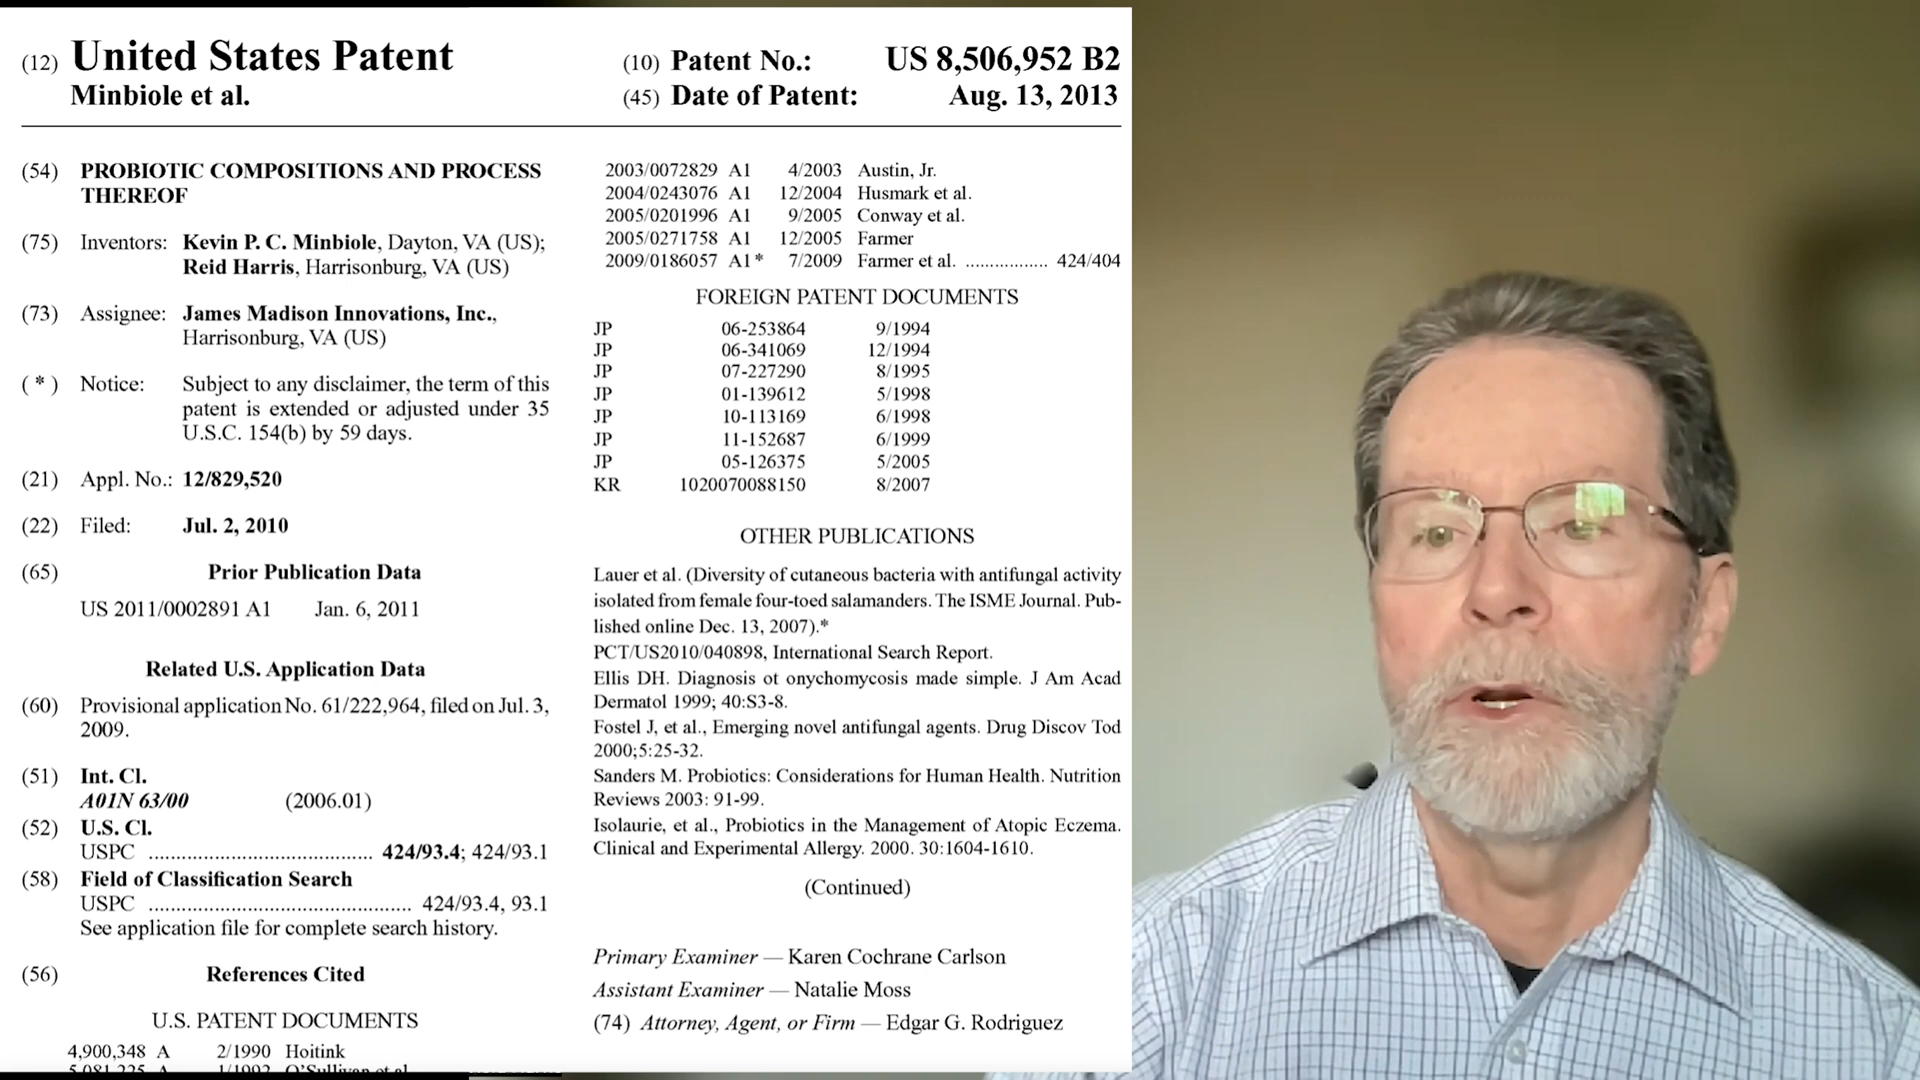 (12) United States Patent
Minbiole et al.
(10) Patent No.: US 8,506,952 B2
(45) Date of Patent: Aug. 13, 2013
(54) PROBIOTIC COMPOSITIONS AND PROCESS
THEREOF
(75) Inventors: Kevin P. C. Minbiole, Dayton, VA (US);
Reid Harris, Harrisonburg, VA (US)
(73) Assignee: James Madison Innovations, Inc.,
Harrisonburg, VA (US)
( * ) Notice: Subject to any disclaimer, the term of this
patent is extended or adjusted under 35
U.S.C. 154(b) by 59 days.
(21) Appl. No.: 12/829,520
(22) Filed: Jul. 2, 2010
(65) Prior Publication Data
US 2011/0002891 A1 Jan. 6, 2011
Related U.S. Application Data
(60) Provisional application No. 61/222,964, filed on Jul. 3,
2009.
(51) Int. Cl.
A01N 63/00 (2006.01)
(52) U.S. Cl.
USPC ........................................ 424/93.4; 424/93.1
(58) Field of Classification Search
USPC ............................................... 424/93.4, 93.1
See application file for complete search history.
(56) References Cited
U.S. PATENT DOCUMENTS
4,900,348 A 2/1990 Hoitink
5,081,225 A 1/1992 O'Sullivan et al.
2003/0072829 A1 4/2003 Austin, Jr.
2004/0243076 A1 12/2004 Husmark et al.
2005/0201996 A1 9/2005 Conway et al.
2005/0271758 A1 12/2005 Farmer
2009/0186057 A1 * 7/2009 Farmer et al. ................. 424/404
FOREIGN PATENT DOCUMENTS
JP 06-253864 9/1994
JP 06-341069 12/1994
JP 07-227290 8/1995
JP 01-139612 5/1998
JP 10-113169 6/1998
JP 11-152687 6/1999
JP 05-126375 5/2005
KR 1020070088150 8/2007
OTHER PUBLICATIONS
Lauer et al. (Diversity of cutaneous bacteria with antifungal activity
isolated from female four-toed salamanders. The ISME Journal. Pub-
lished online Dec. 13, 2007).*
PCT/US2010/040898, International Search Report.
Ellis DH. Diagnosis ot onychomycosis made simple. J Am Acad
Dermatol 1999; 40:S3-8.
Fostel J, et al., Emerging novel antifungal agents. Drug Discov Tod
2000;5:25-32.
Sanders M. Probiotics: Considerations for Human Health. Nutrition
Reviews 2003: 91-99.
Isolaurie, et al., Probiotics in the Management of Atopic Eczema.
Clinical and Experimental Allergy. 2000. 30:1604-1610.
(Continued)
Primary Examiner — Karen Cochrane Carlson
Assistant Examiner — Natalie Moss
(74) Attorney, Agent, or Firm — Edgar G. Rodriguez